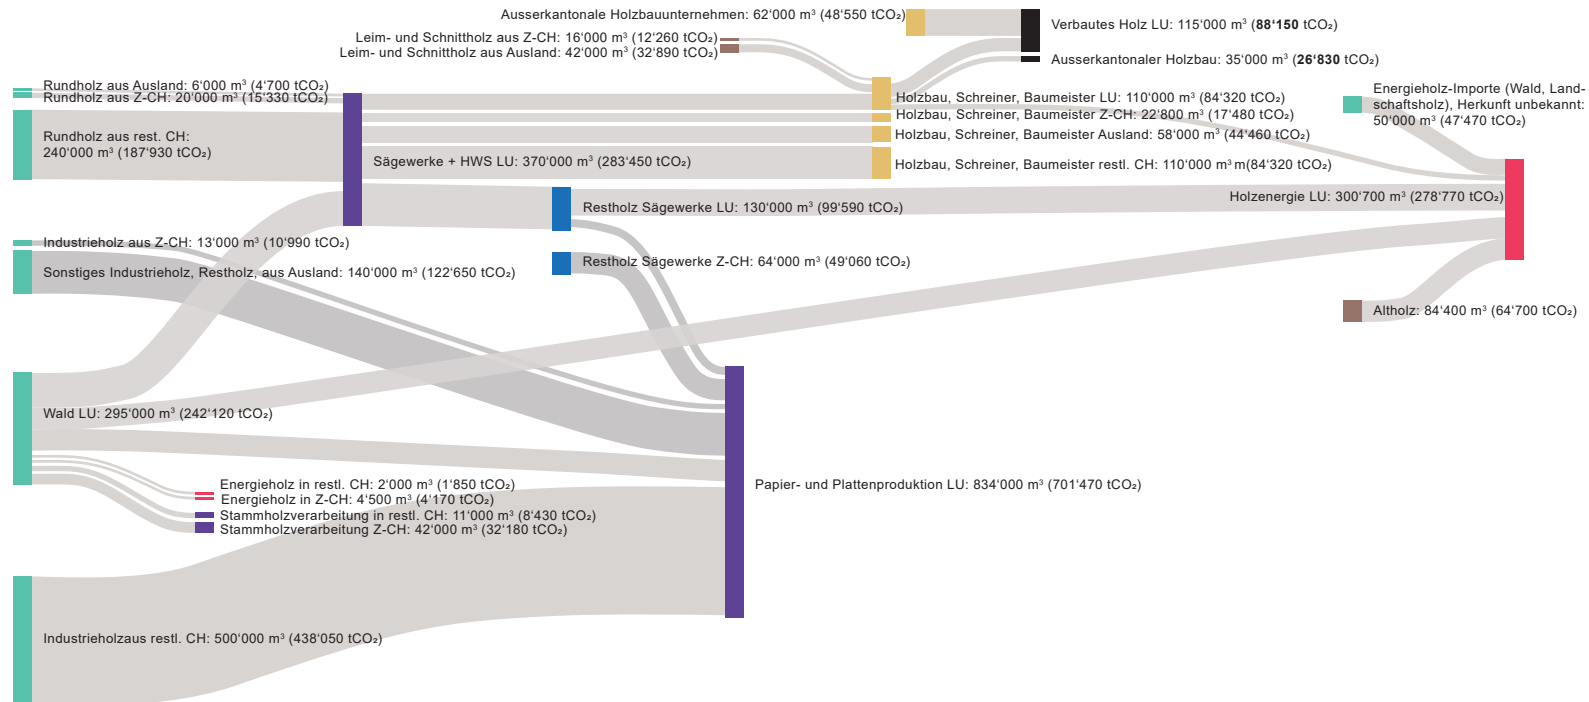 Ausserkantonale Holzbauunternehmen: 62‘000 m³ (48‘550 tCO₂)
Verbautes Holz LU: 115‘000 m³ (88‘150 tCO₂)
Leim- und Schnittholz aus Z-CH: 16‘000 m³ (12‘260 tCO₂)
Leim- und Schnittholz aus Ausland: 42‘000 m³ (32‘890 tCO₂)
Ausserkantonaler Holzbau: 35‘000 m³ (26‘830 tCO₂)
Rundholz aus Ausland: 6‘000 m³ (4‘700 tCO₂)
Rundholz aus Z-CH: 20‘000 m³ (15‘330 tCO₂)
Holzbau, Schreiner, Baumeister LU: 110‘000 m³ (84‘320 tCO₂)
Energieholz-Importe (Wald, Land-
schaftsholz), Herkunft unbekannt:
50‘000 m³ (47‘470 tCO₂)
Holzbau, Schreiner, Baumeister Z-CH: 22‘800 m³ (17‘480 tCO₂)
Holzbau, Schreiner, Baumeister Ausland: 58‘000 m³ (44‘460 tCO₂)
Rundholz aus rest. CH:
240‘000 m³ (187‘930 tCO₂)
Sägewerke + HWS LU: 370‘000 m³ (283‘450 tCO₂)
Holzbau, Schreiner, Baumeister restl. CH: 110‘000 m³ m(84‘320 tCO₂)
Holzenergie LU: 300‘700 m³ (278‘770 tCO₂)
Restholz Sägewerke LU: 130‘000 m³ (99‘590 tCO₂)
Industrieholz aus Z-CH: 13‘000 m³ (10‘990 tCO₂)
Restholz Sägewerke Z-CH: 64‘000 m³ (49‘060 tCO₂)
Sonstiges Industrieholz, Restholz, aus Ausland: 140‘000 m³ (122‘650 tCO₂)
Altholz: 84‘400 m³ (64‘700 tCO₂)
Wald LU: 295‘000 m³ (242‘120 tCO₂)
Energieholz in restl. CH: 2‘000 m³ (1‘850 tCO₂)
Energieholz in Z-CH: 4‘500 m³ (4‘170 tCO₂)
Stammholzverarbeitung in restl. CH: 11‘000 m³ (8‘430 tCO₂)
Stammholzverarbeitung Z-CH: 42‘000 m³ (32‘180 tCO₂)
Papier- und Plattenproduktion LU: 834‘000 m³ (701‘470 tCO₂)
Industrieholzaus restl. CH: 500‘000 m³ (438‘050 tCO₂)